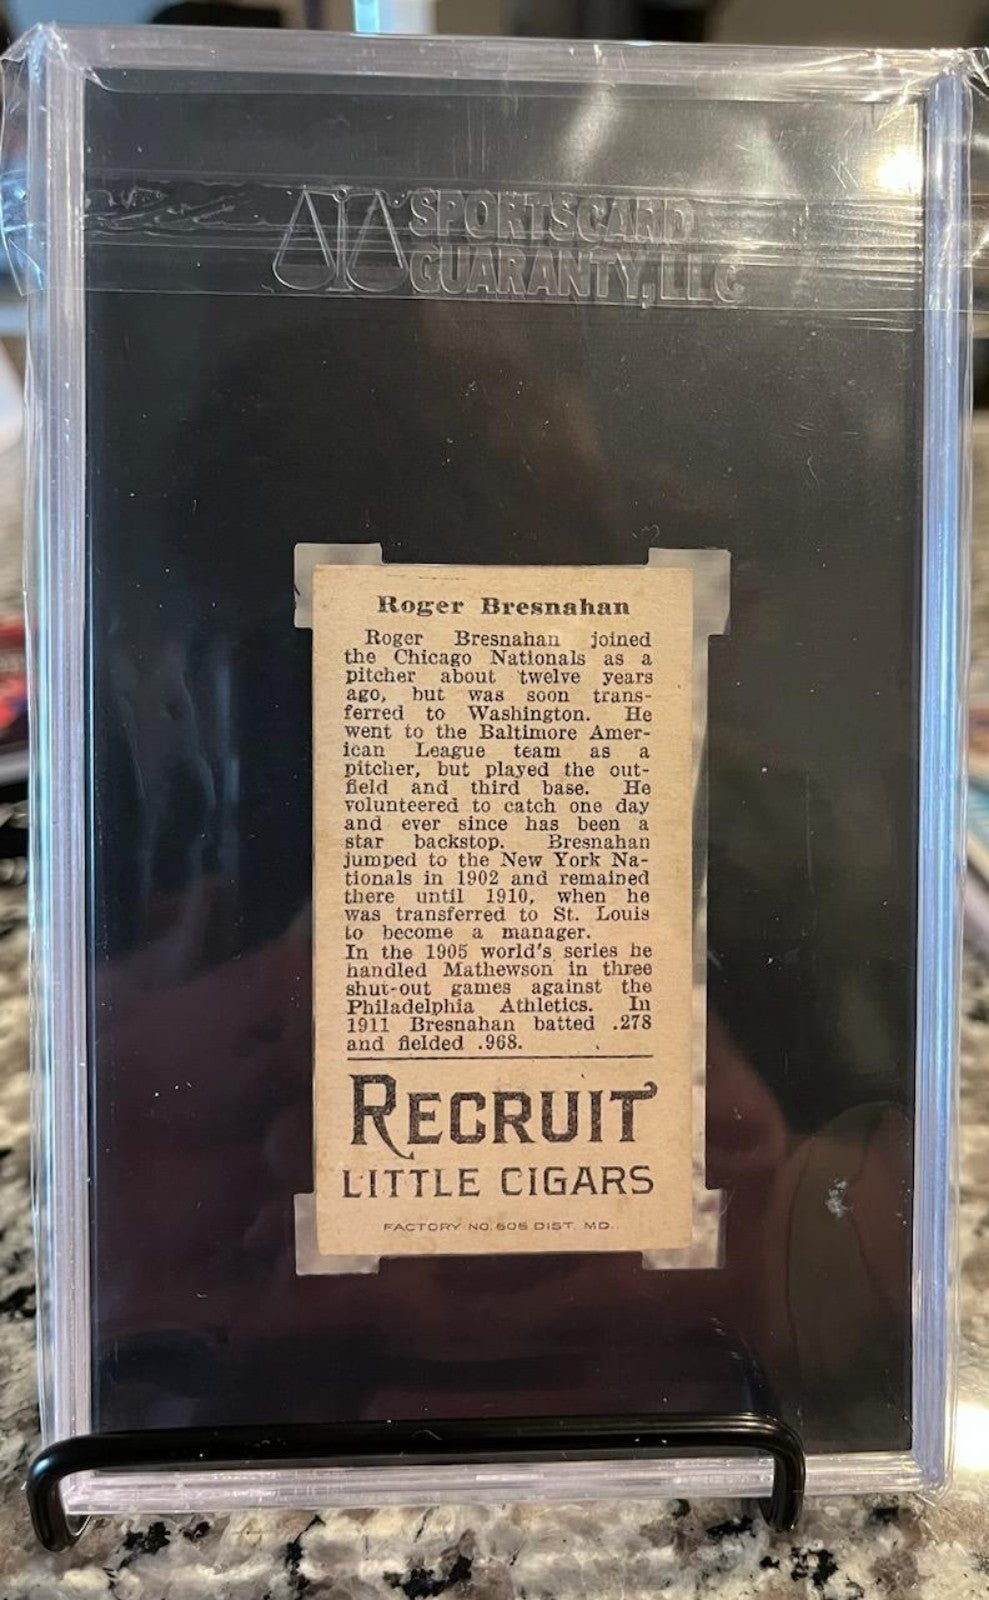 SPORTSCARD
GUARANTY, LLC
Roger Bresnahan
Roger Bresnahan joined
the Chicago Nationals as a
pitcher about twelve years
ago, but was soon trans-
ferred to Washington. He
went to the Baltimore Amer-
ican League team as a
pitcher, but played the out-
field and third base. He
volunteered to catch one day
and ever since has been a
star backstop. Bresnahan
jumped to the New York Na-
tionals in 1902 and remained
there until 1910, when he
was transferred to St. Louis
to become a manager.
In the 1905 world's series he
handled Mathewson in three
shut-out games against the
Philadelphia Athletics. In
1911 Bresnahan batted .278
and fielded .968.
RECRUIT
LITTLE CIGARS
FACTORY NO. 606 DIST. MD.